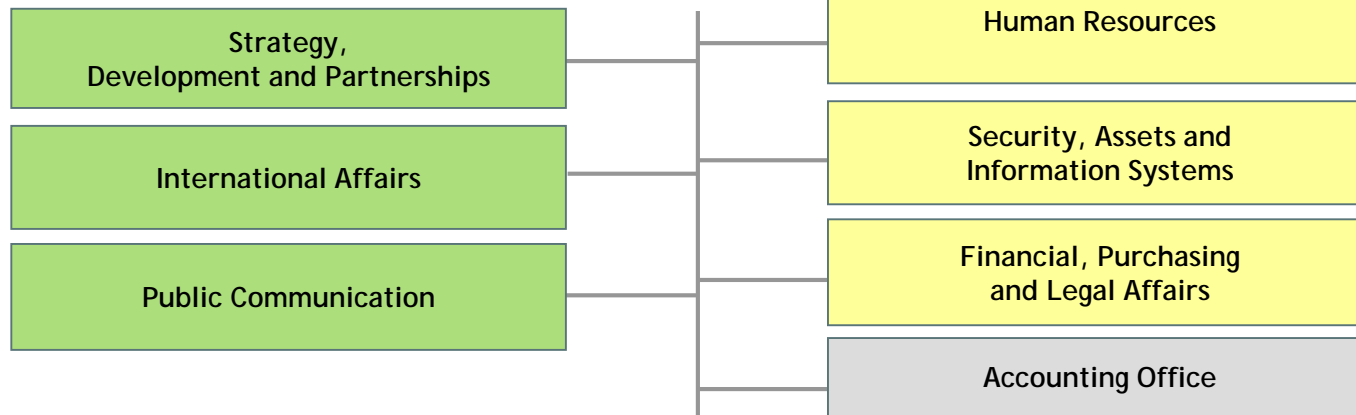 Strategy,
Development and Partnerships
International Affairs
Public Communication
Human Resources
Security, Assets and
Information Systems
Financial, Purchasing
and Legal Affairs
Accounting Office